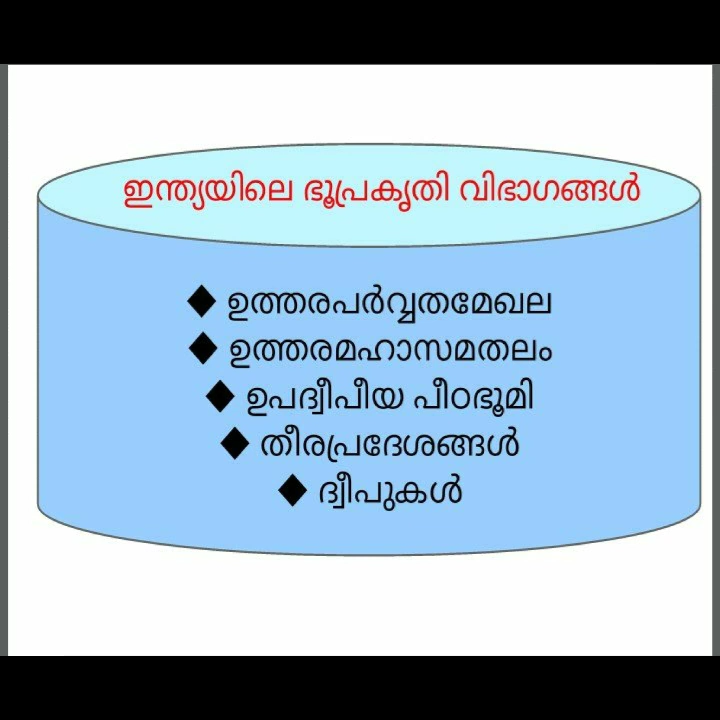 ഇന്ത്യയിലെ ഭൂപ്രകൃതി വിഭാഗങ്ങൾ
◆ ഉത്തരപർവ്വതമേഖല
◆ ഉത്തരമഹാസമതലം
◆ ഉപദ്വീപീയ പീഠഭൂമി
◆ തീരപ്രദേശങ്ങൾ
◆ ദ്വീപുകൾ